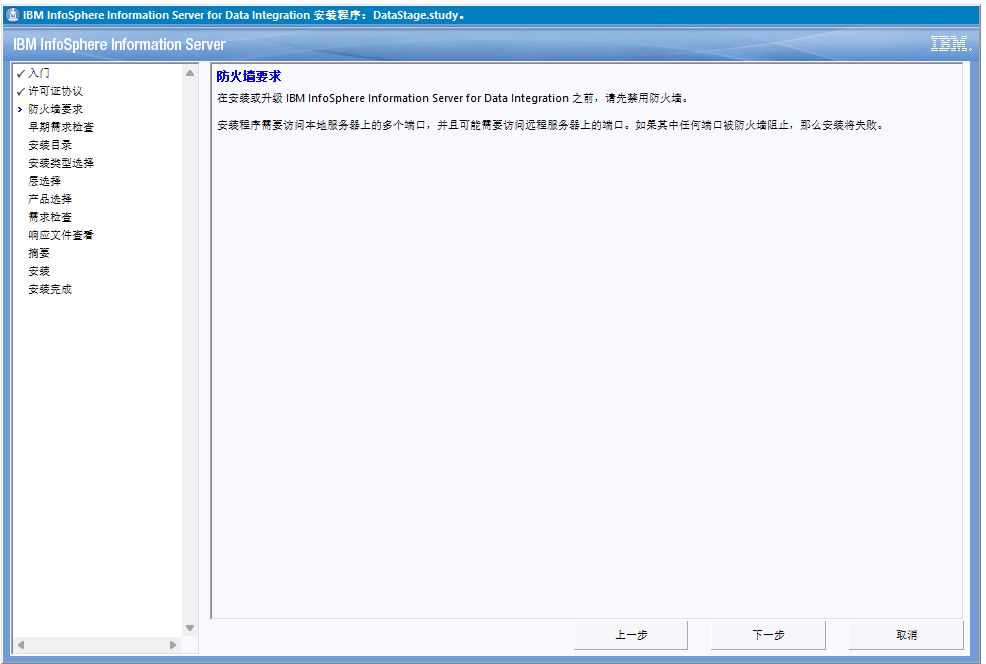 IBM InfoSphere Information Server for Data Integration 安装程序：DataStage.study。
IBM InfoSphere Information Server
IBM.
入门
许可证协议
防火墙要求
早期需求检查
安装目录
安装类型选择
层选择
产品选择
需求检查
响应文件查看
摘要
安装
安装完成
防火墙要求
在安装或升级 IBM InfoSphere Information Server for Data Integration 之前，请先禁用防火墙。
安装程序需要访问本地服务器上的多个端口，并且可能需要访问远程服务器上的端口。如果其中任何端口被防火墙阻止，那么安装将失败。
上一步
下一步
取消